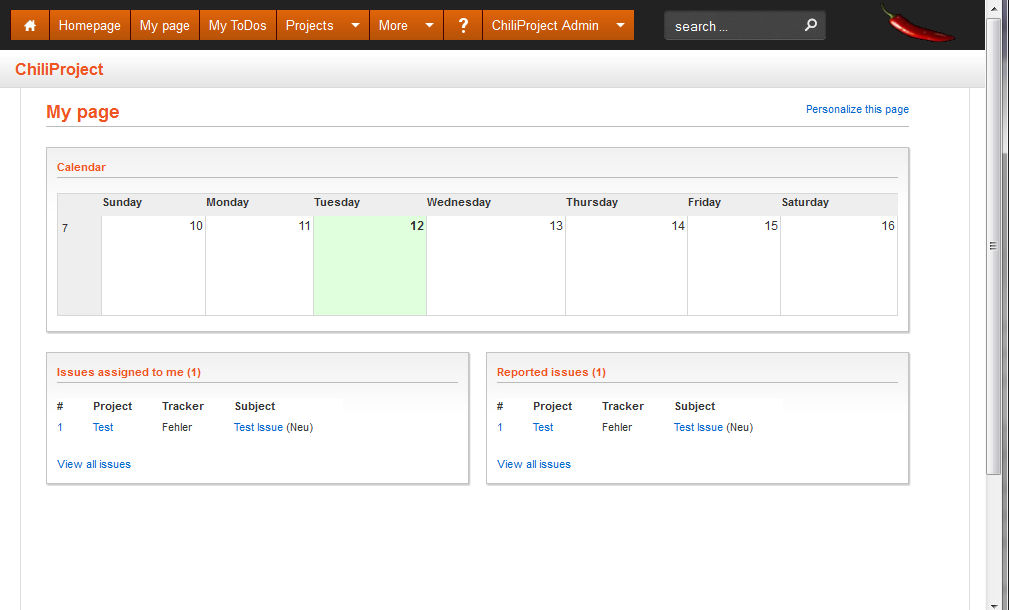 Homepage My page My ToDos Projects More ? ChiliProject Admin search ...
ChiliProject
My page Personalize this page
Calendar
Sunday Monday Tuesday Wednesday Thursday Friday Saturday
7 10 11 12 13 14 15 16
Issues assigned to me (1)
# Project Tracker Subject
1 Test Fehler Test Issue (Neu)
View all issues
Reported issues (1)
# Project Tracker Subject
1 Test Fehler Test Issue (Neu)
View all issues